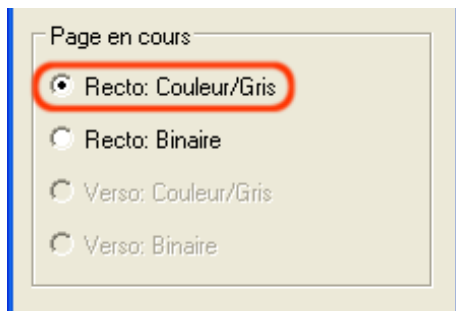 Page en cours
Recto: Couleur/Gris
Recto: Binaire
Verso: Couleur/Gris
Verso: Binaire